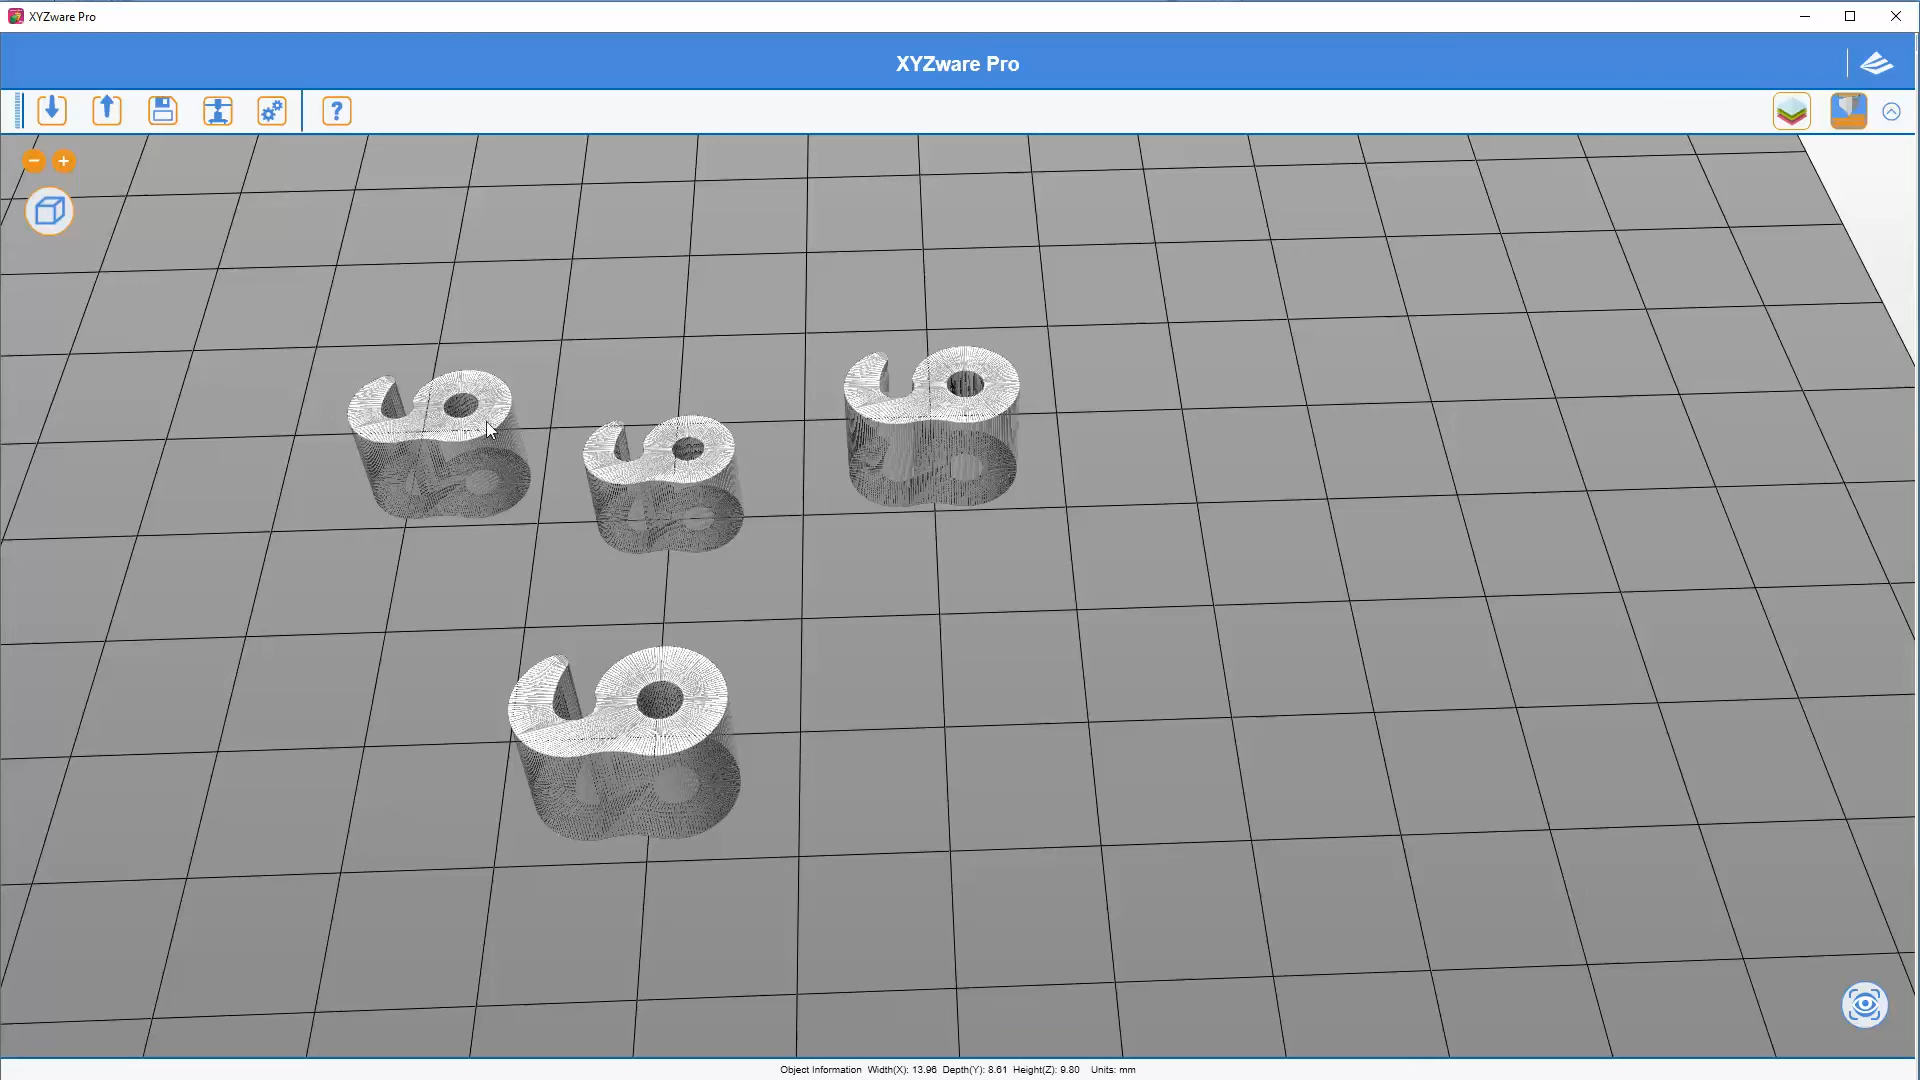 XYZware Pro
XYZware Pro
?
Object Information Width(X): 13.96 Depth(Y): 8.61 Height(Z): 9.80 Units: mm